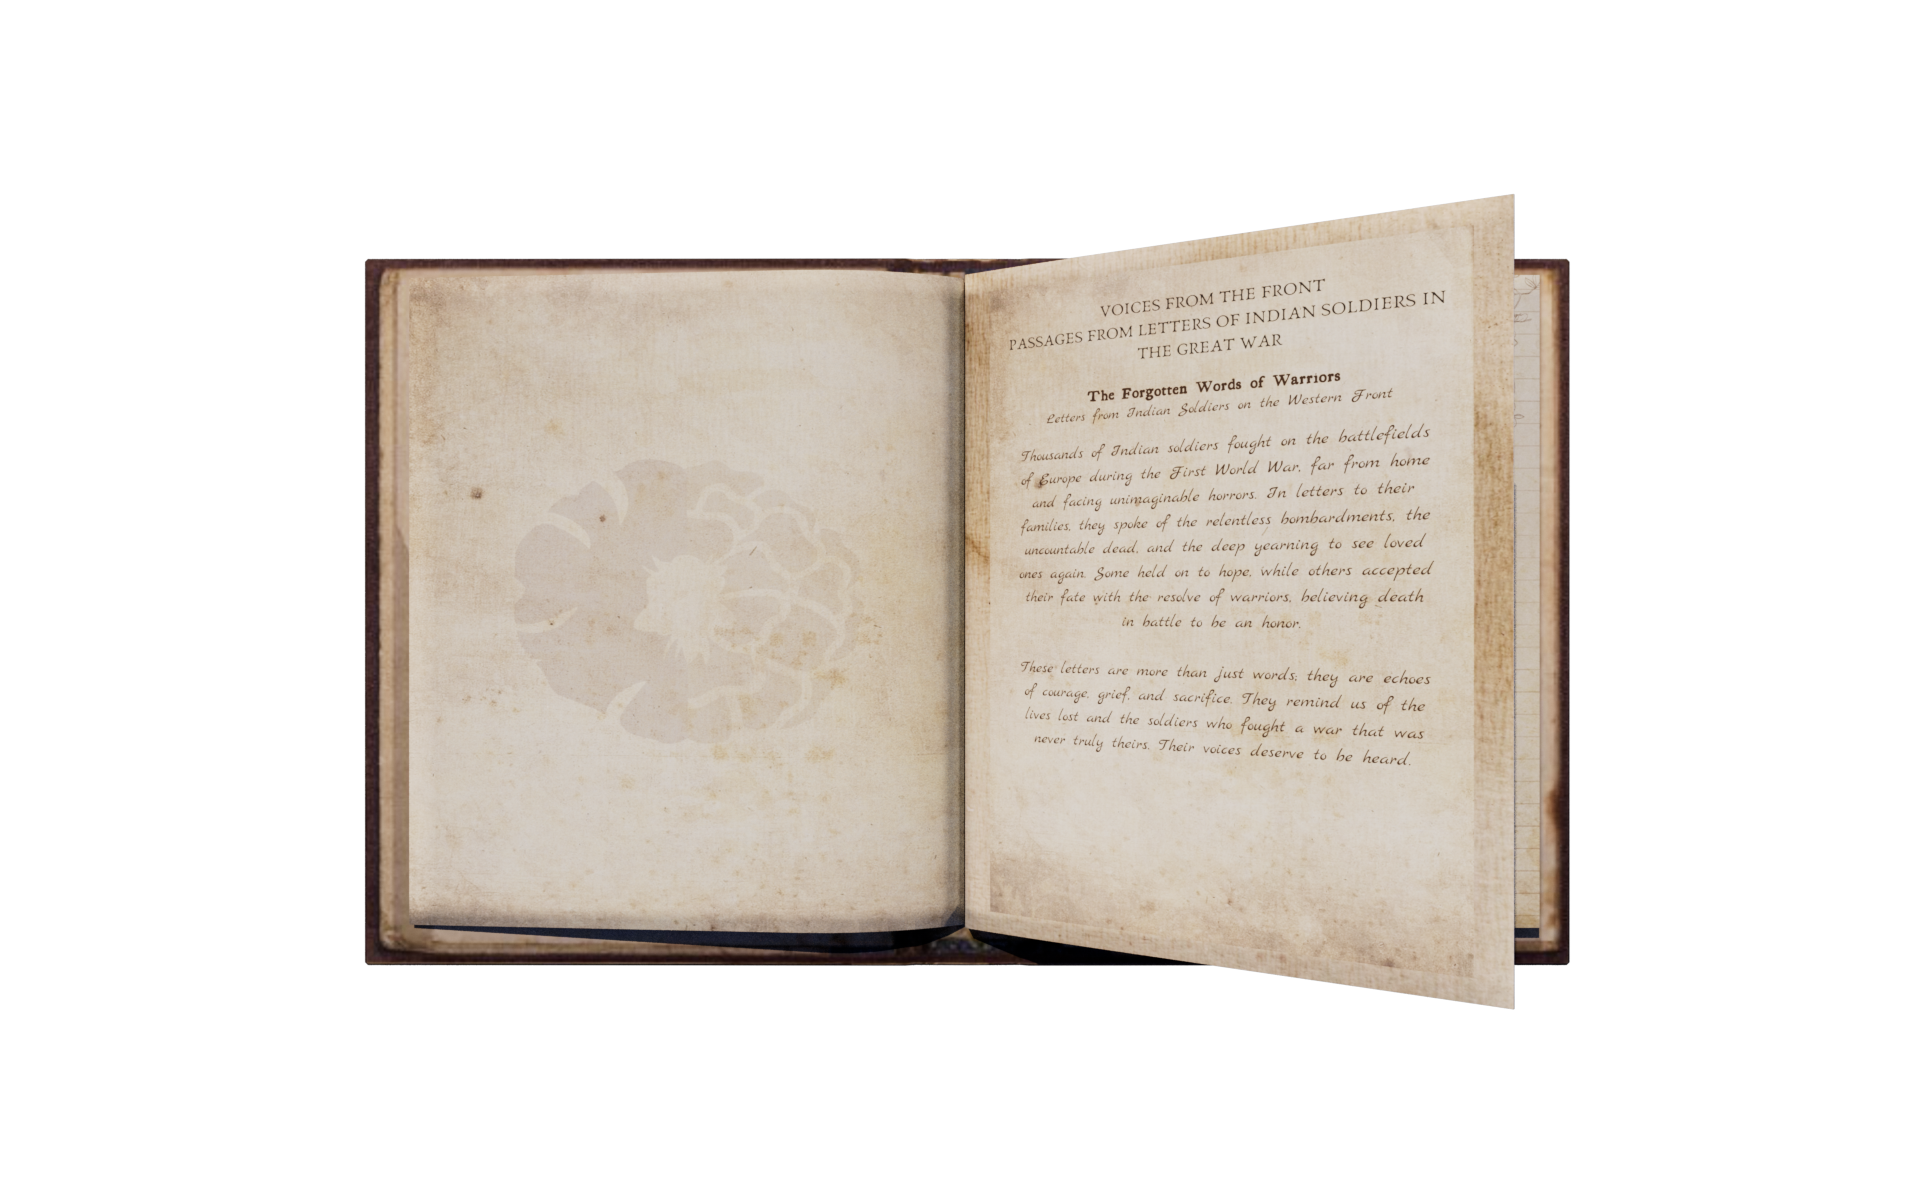 VOICES FROM THE FRONT
PASSAGES FROM LETTERS OF INDIAN SOLDIERS IN
THE GREAT WAR
The Forgotten Words of Warriors
Letters from Indian Soldiers on the Western Front
Thousands of Indian soldiers fought on the battlefields
of Europe during the First World War, far from home
and facing unimaginable horrors. In letters to their
families, they spoke of the relentless bombardments, the
uncountable dead, and the deep yearning to see loved
ones again. Some held on to hope, while others accepted
their fate with the resolve of warriors, believing death
in battle to be an honor.
These letters are more than just words; they are echoes
of courage, grief, and sacrifice. They remind us of the
lives lost and the soldiers who fought a war that was
never truly theirs. Their voices deserve to be heard.